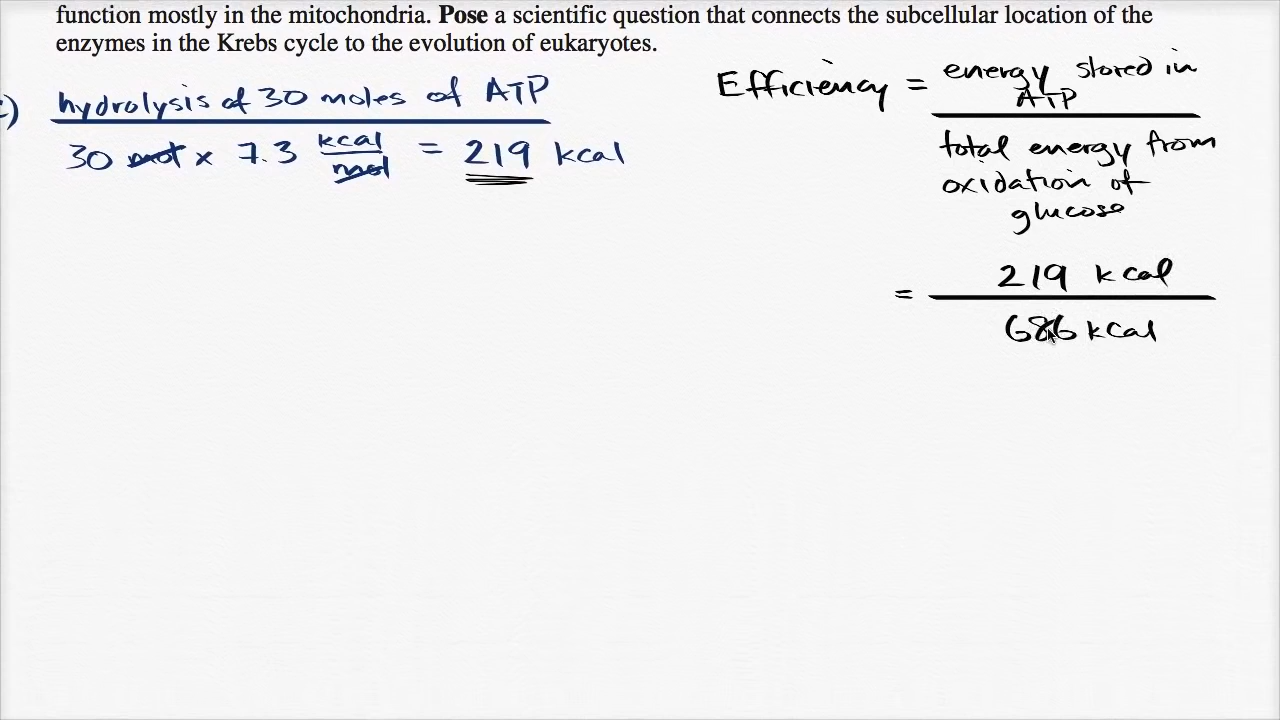 function mostly in the mitochondria. Pose a scientific question that connects the subcellular location of the
enzymes in the Krebs cycle to the evolution of eukaryotes.
hydrolysis of 30 moles of ATP
30 mol x 7.3 kcal
mol
= 219 kcal
Efficiency = energy stored in
ATP
total energy from
oxidation of
glucose
= 219 kcal
686 kcal